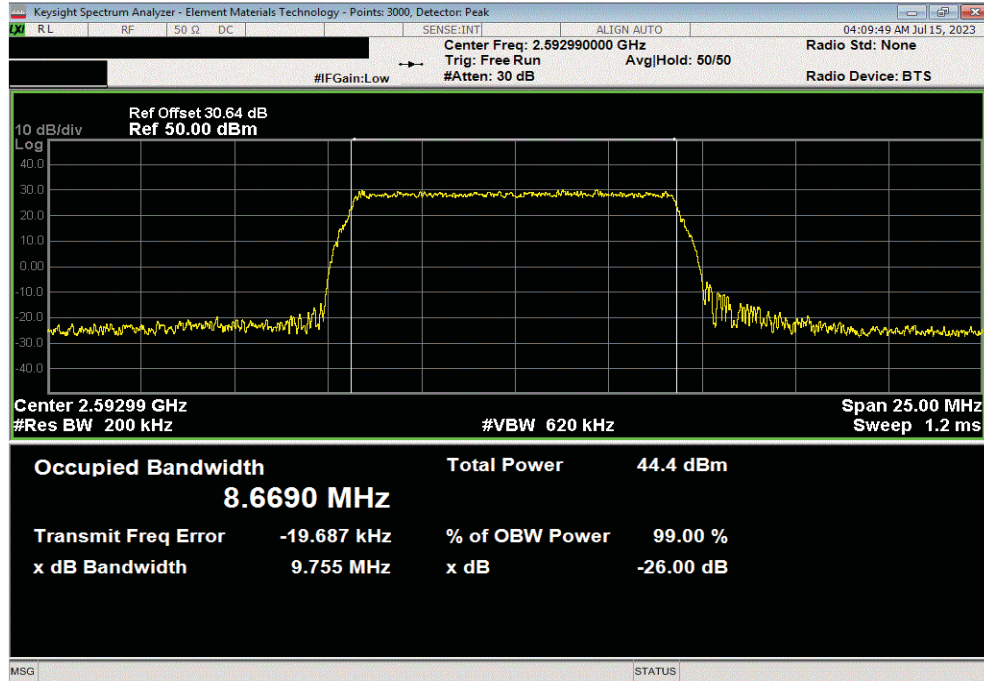 Keysight Spectrum Analyzer - Element Materials Technology - Points: 3000, Detector: Peak
LXI RL RF 50 Ω DC SENSE:INT ALIGN AUTO 04:09:49 AM Jul 15, 2023
Center Freq: 2.592990000 GHz Radio Std: None
Trig: Free Run Avg|Hold: 50/50
#IFGain:Low #Atten: 30 dB Radio Device: BTS
Ref Offset 30.64 dB
10 dB/div Ref 50.00 dBm
Log
40.0
30.0
20.0
10.0
0.00
-10.0
-20.0
-30.0
-40.0
Center 2.59299 GHz Span 25.00 MHz
#Res BW 200 kHz #VBW 620 kHz Sweep 1.2 ms
Occupied Bandwidth Total Power 44.4 dBm
8.6690 MHz
Transmit Freq Error -19.687 kHz % of OBW Power 99.00 %
x dB Bandwidth 9.755 MHz x dB -26.00 dB
MSG STATUS